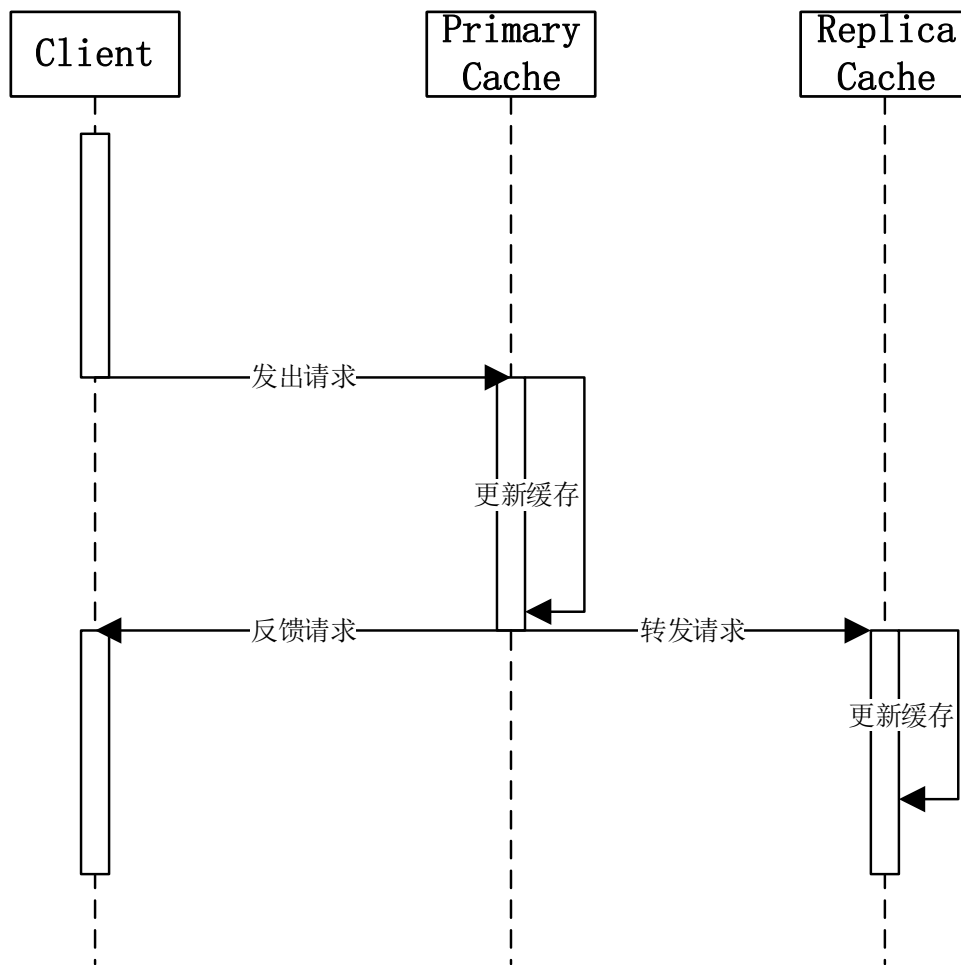 Client
Primary
Cache
Replica
Cache
发出请求
更新缓存
反馈请求
转发请求
更新缓存